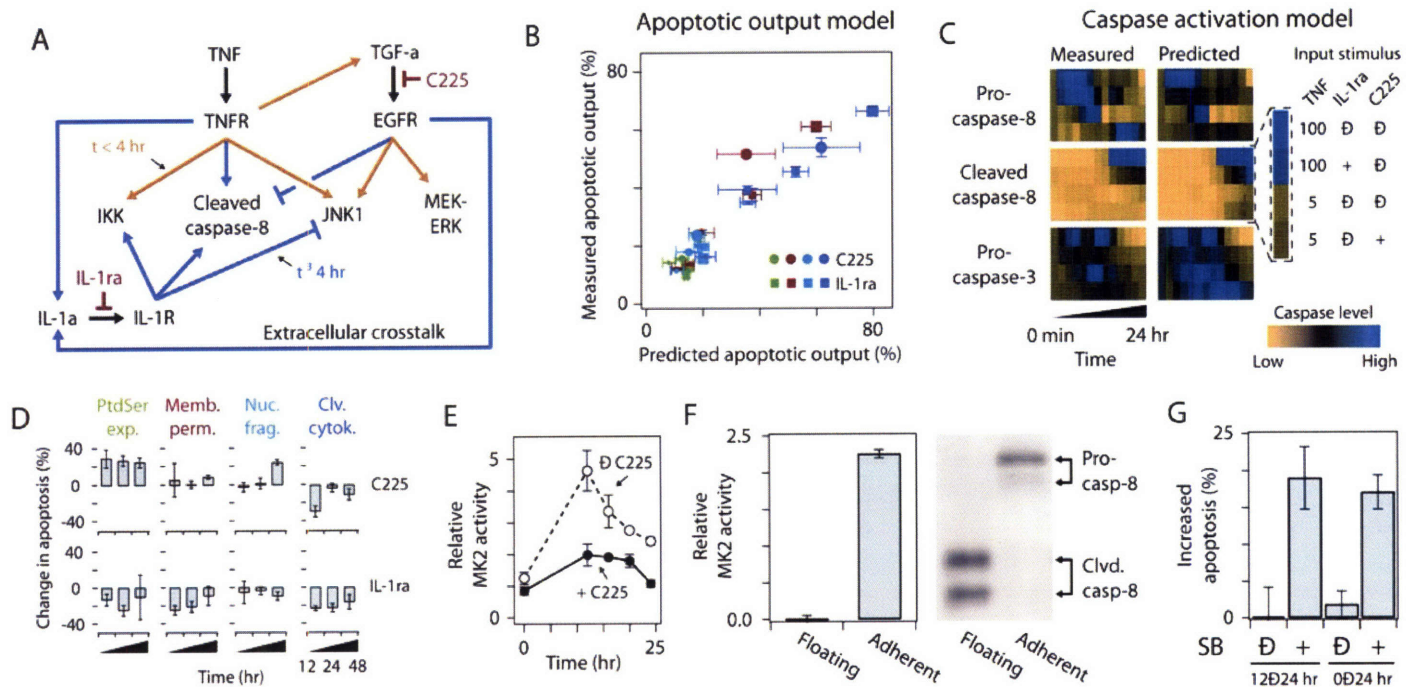 A
TNF
TGF-a
C225
TNFR
EGFR
t < 4 hr
IKK
Cleaved
caspase-8
JNK1
MEK-
ERK
IL-1ra
t ³ 4 hr
IL-1a
IL-1R
Extracellular crosstalk
B
Apoptotic output model
Measured apoptotic output (%)
80
0
C225
IL-1ra
0
40
80
Predicted apoptotic output (%)
C
Caspase activation model
Measured
Predicted
Input stimulus
TNF
IL-1ra
C225
Pro-
caspase-8
Cleaved
caspase-8
Pro-
caspase-3
100 Đ Đ
100 + Đ
5 Đ Đ
5 Đ +
0 min
24 hr
Time
Caspase level
Low
High
D
PtdSer
exp.
Memb.
perm.
Nuc.
frag.
Clv.
cytok.
Change in apoptosis (%)
40
0
-40
C225
0
-40
IL-1ra
Time (hr)
12 24 48
E
Relative
MK2 activity
5
0
Đ C225
+ C225
0
25
Time (hr)
F
Relative
MK2 activity
2.5
0.0
Floating
Adherent
Pro-
casp-8
Clvd.
casp-8
Floating
Adherent
G
Increased
apoptosis (%)
25
0
SB Đ + Đ +
12Đ24 hr
0Đ24 hr